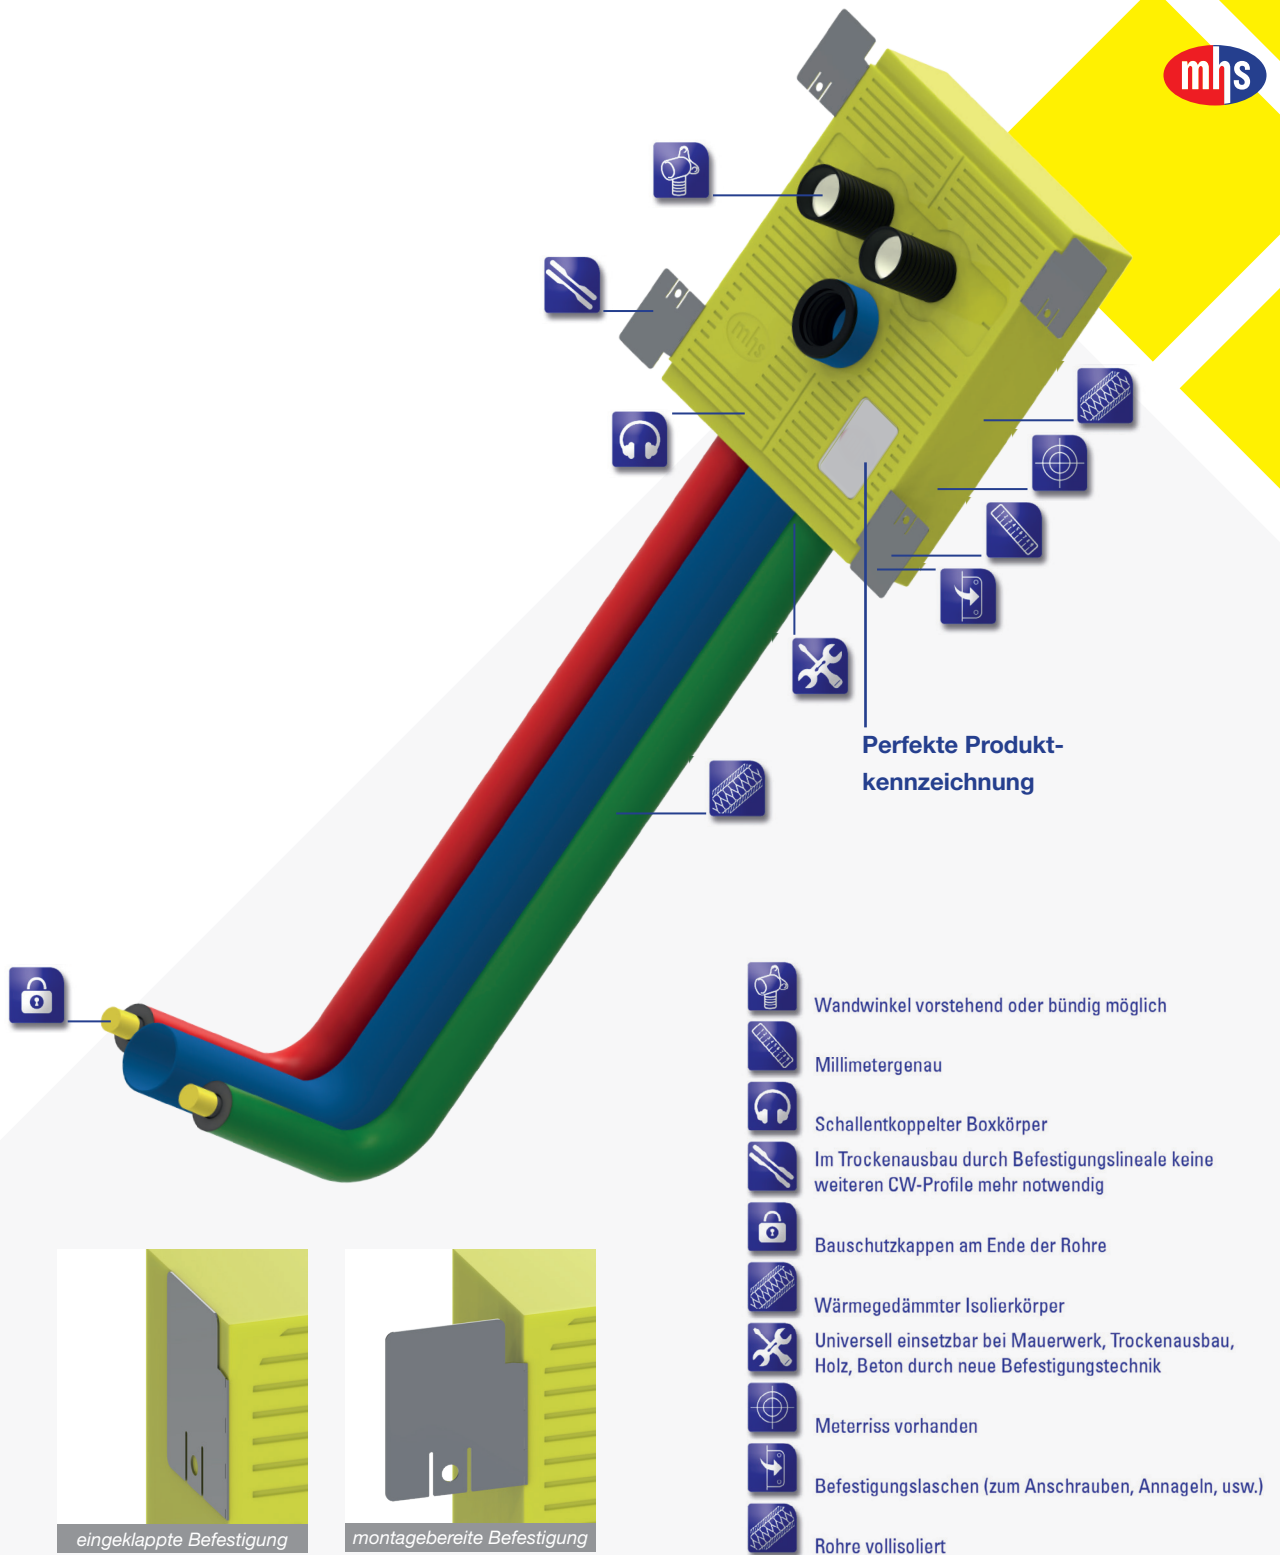 mhs
mhs
Perfekte Produkt-
kennzeichnung
Wandwinkel vorstehend oder bündig möglich
Millimetergenau
Schallentkoppelter Boxkörper
Im Trockenausbau durch Befestigungslineale keine
weiteren CW-Profile mehr notwendig
Bauschutzkappen am Ende der Rohre
Wärmegedämmter Isolierkörper
Universell einsetzbar bei Mauerwerk, Trockenausbau,
Holz, Beton durch neue Befestigungstechnik
Meterriss vorhanden
Befestigungslaschen (zum Anschrauben, Annageln, usw.)
Rohre vollisoliert
eingeklappte Befestigung
montagebereite Befestigung